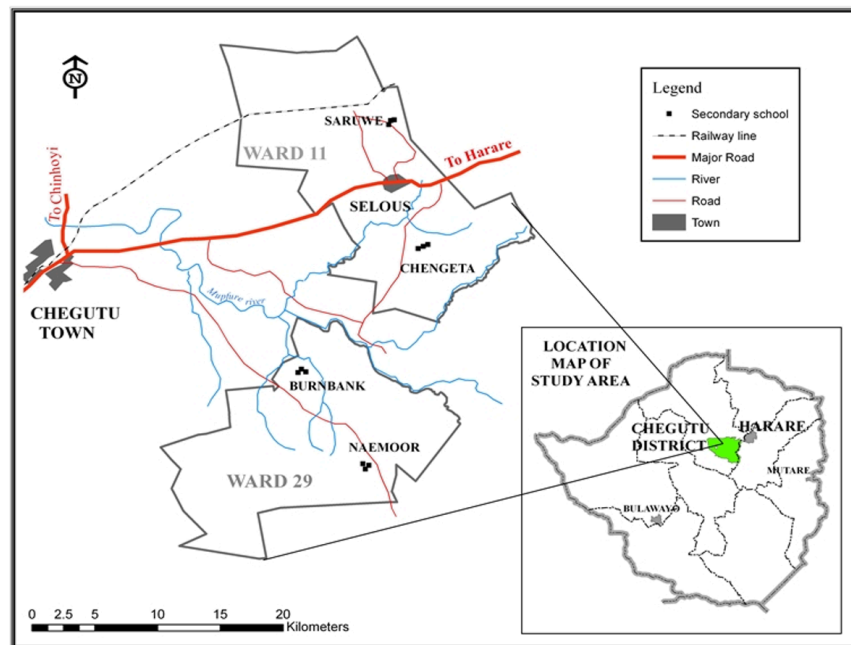 N
SARUWE
WARD 11
To Harare
To Chinhoyi
SELOUS
CHENGETA
CHEGUTU
TOWN
Mupfure river
BURNBANK
NAEMOOR
WARD 29
Legend
Secondary school
Railway line
Major Road
River
Road
Town
LOCATION
MAP OF
STUDY AREA
CHEGUTU
DISTRICT
HARARE
MUTARE
BULAWAYO
0 2.5 5 10 15 20
Kilometers